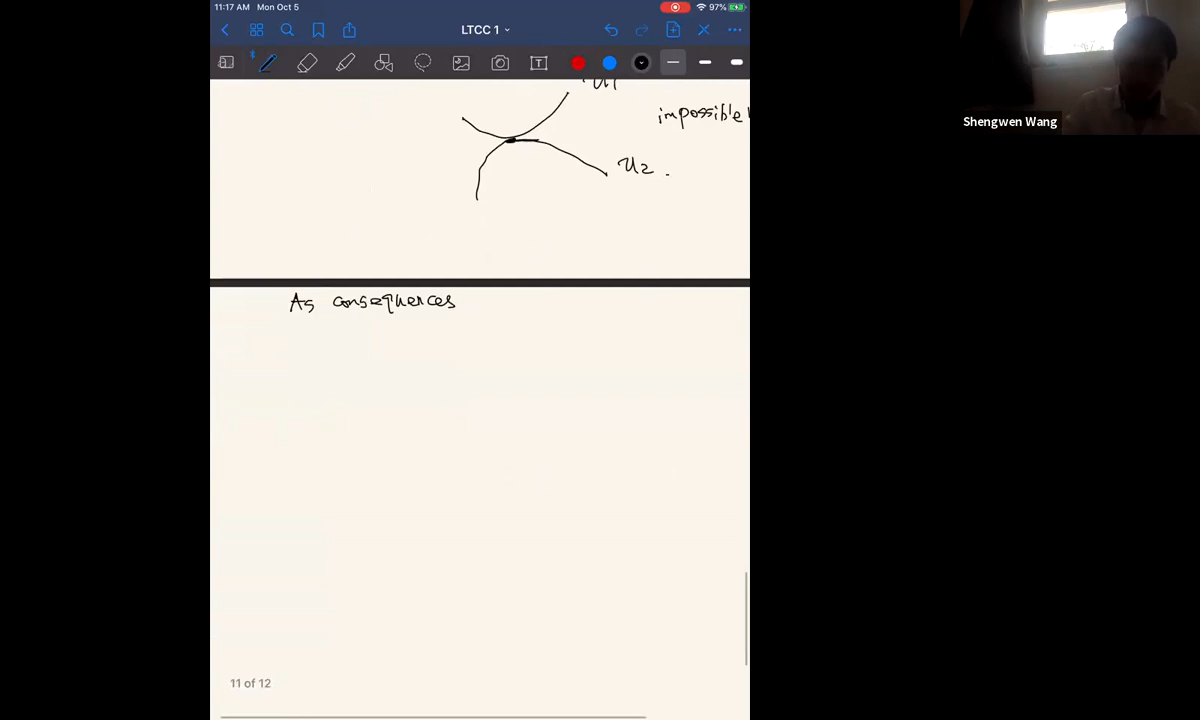 11:17 AM Mon Oct 5
97%
LTCC 1
T
impossible
u2 .
Shengwen Wang
As consequences
11 of 12